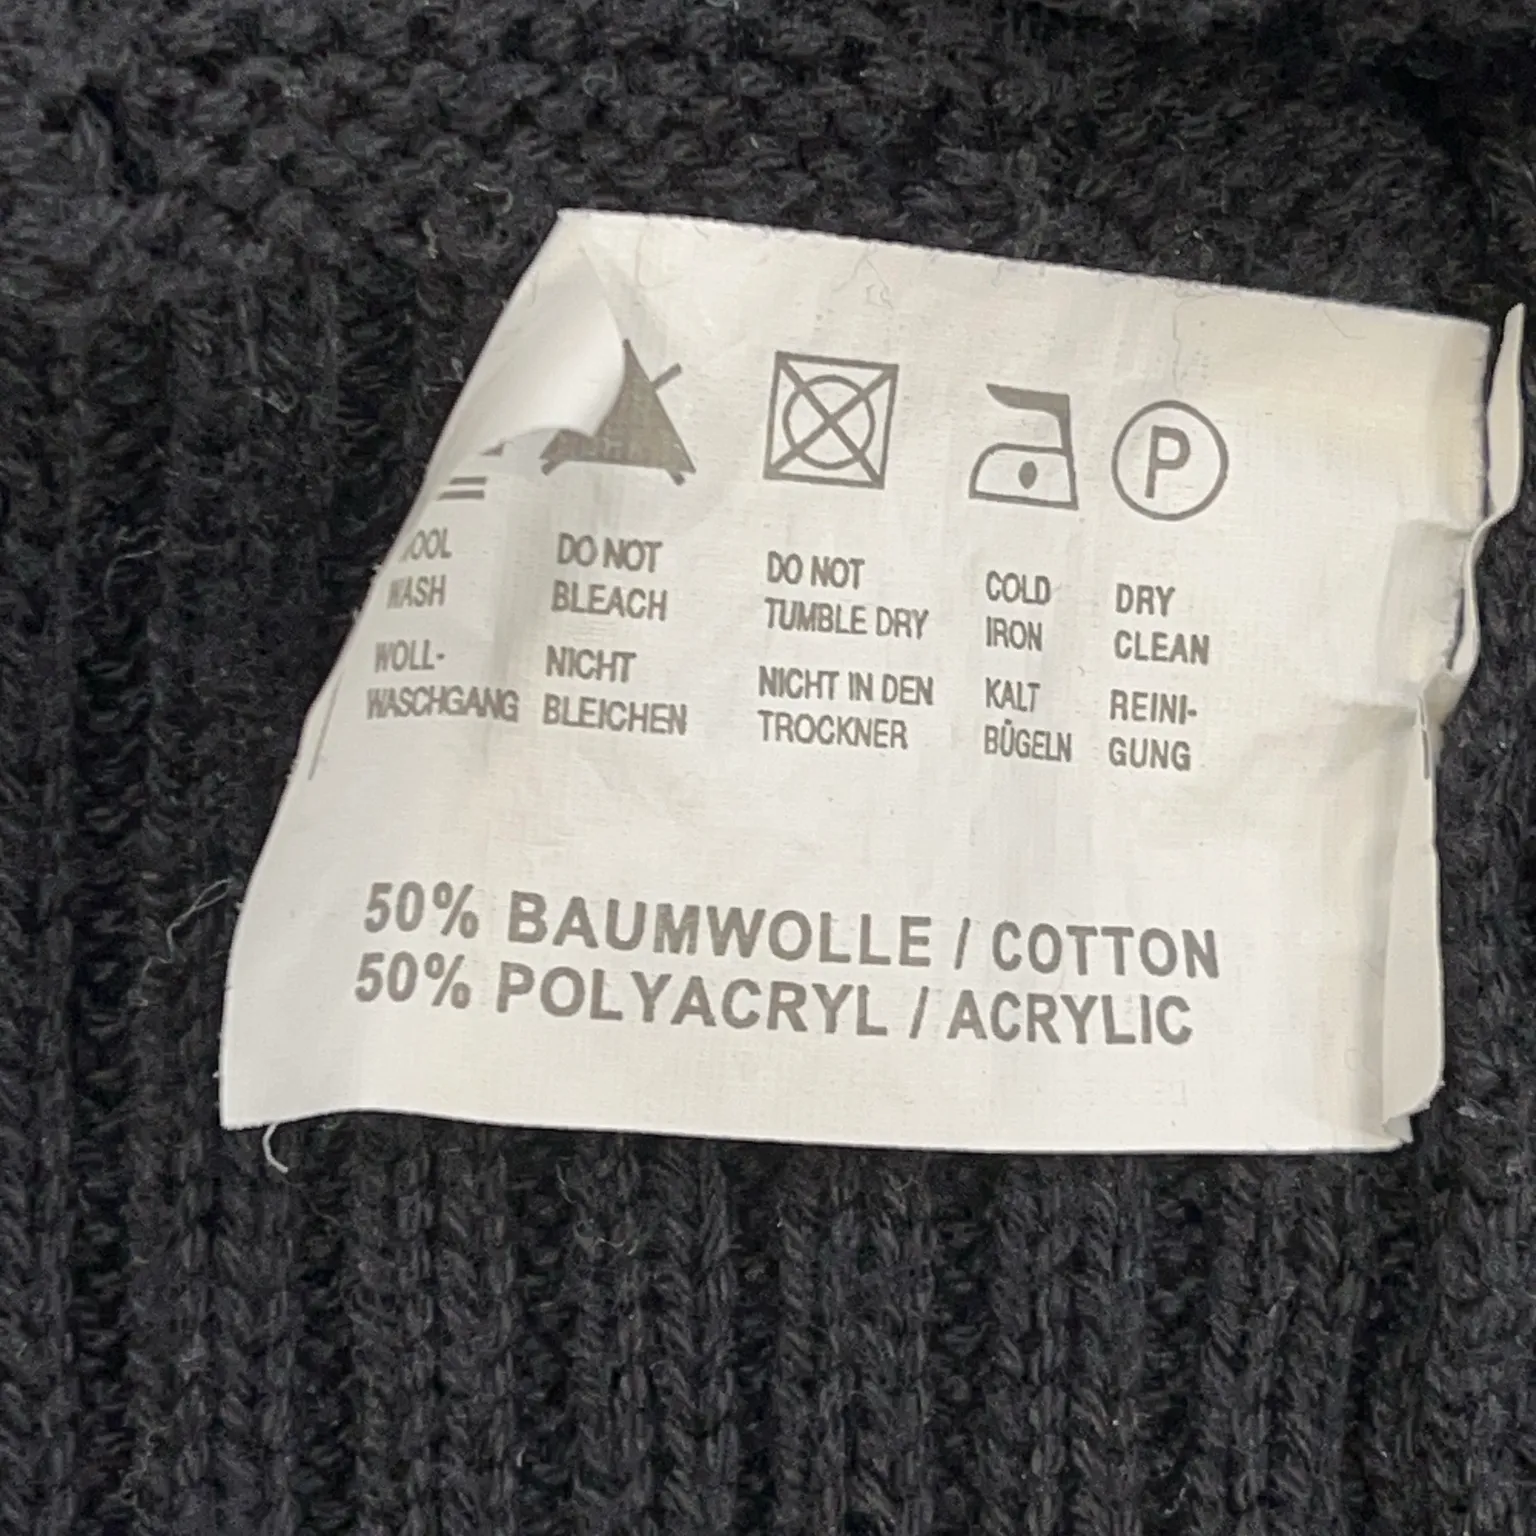 P
WASH
WOLL-
WASCHGANG
DO NOT
BLEACH
NICHT
BLEICHEN
DO NOT
TUMBLE DRY
NICHT IN DEN
TROCKNER
COLD
IRON
KALT
BÜGELN
DRY
CLEAN
REINI-
GUNG
50% BAUMWOLLE / COTTON
50% POLYACRYL / ACRYLIC